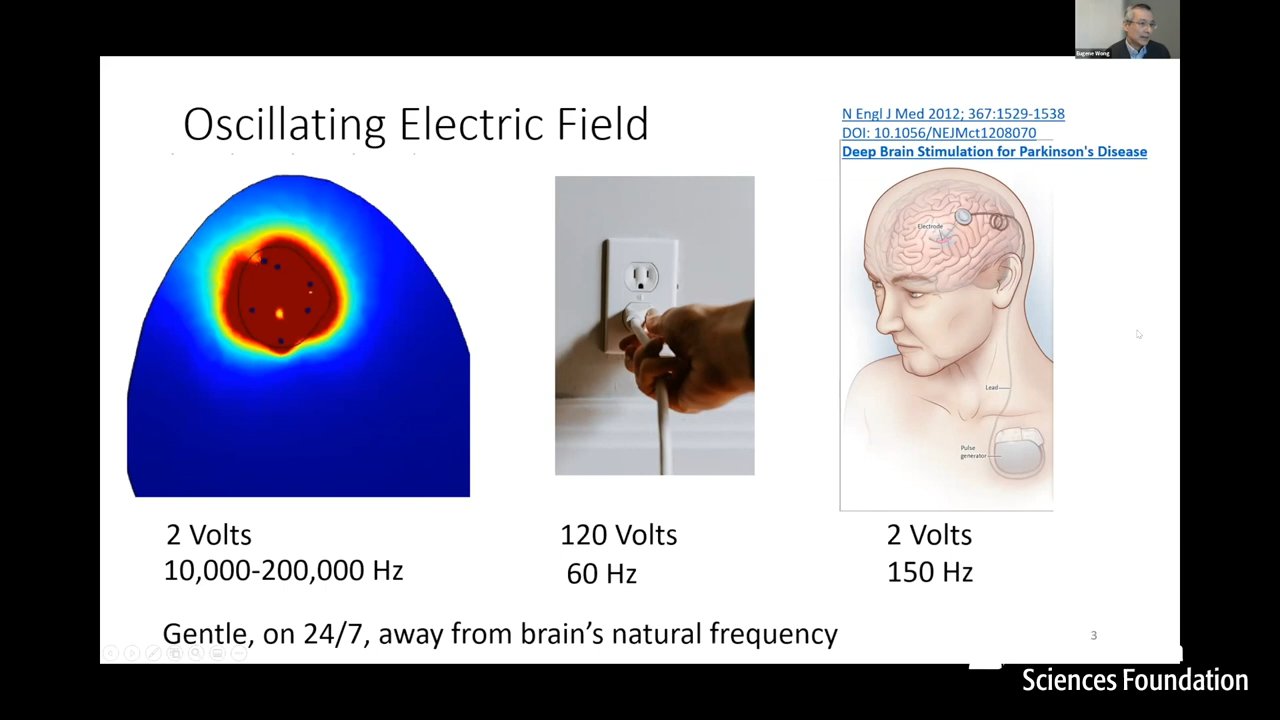 Eugene Wong
Oscillating Electric Field
N Engl J Med 2012; 367:1529-1538
DOI: 10.1056/NEJMct1208070
Deep Brain Stimulation for Parkinson's Disease
Electrode
Lead
Pulse
generator
2 Volts
10,000-200,000 Hz
120 Volts
60 Hz
2 Volts
150 Hz
Gentle, on 24/7, away from brain’s natural frequency
3
Sciences Foundation